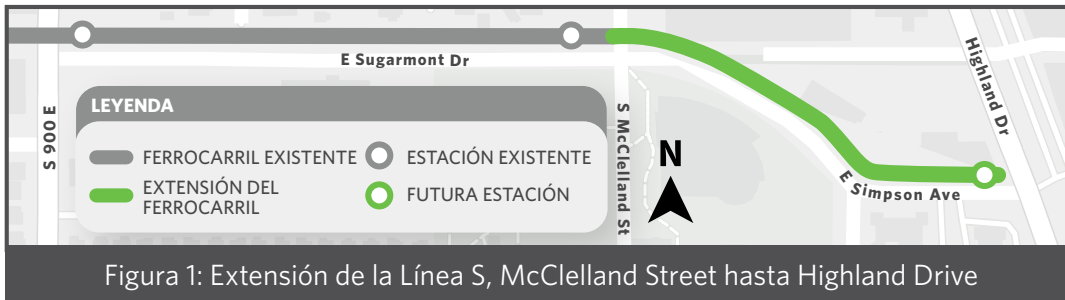 E Sugarmont Dr
Highland Dr
S 900 E
LEYENDA
FERROCARRIL EXISTENTE
ESTACIÓN EXISTENTE
EXTENSIÓN DEL
FERROCARRIL
FUTURA ESTACIÓN
S McClelland St
N
E Simpson Ave
Figura 1: Extensión de la Línea S, McClelland Street hasta Highland Drive